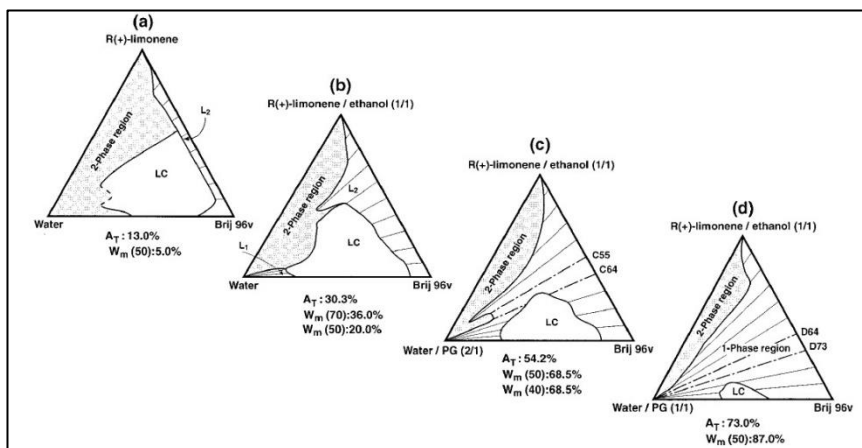 (a)
R(+)-limonene
2-Phase region
L2
LC
Water
Brij 96v
AT : 13.0%
Wm (50):5.0%
(b)
R(+)-limonene / ethanol (1/1)
2-Phase region
L2
LC
L1
Water
Brij 96v
AT : 30.3%
Wm (70):36.0%
Wm (50):20.0%
(c)
R(+)-limonene / ethanol (1/1)
2-Phase region
C55
C64
LC
Water / PG (2/1)
Brij 96v
AT : 54.2%
Wm (50):68.5%
Wm (40):68.5%
(d)
R(+)-limonene / ethanol (1/1)
2-Phase region
D64
D73
1-Phase region
LC
Water / PG (1/1)
Brij 96v
AT : 73.0%
Wm (50):87.0%